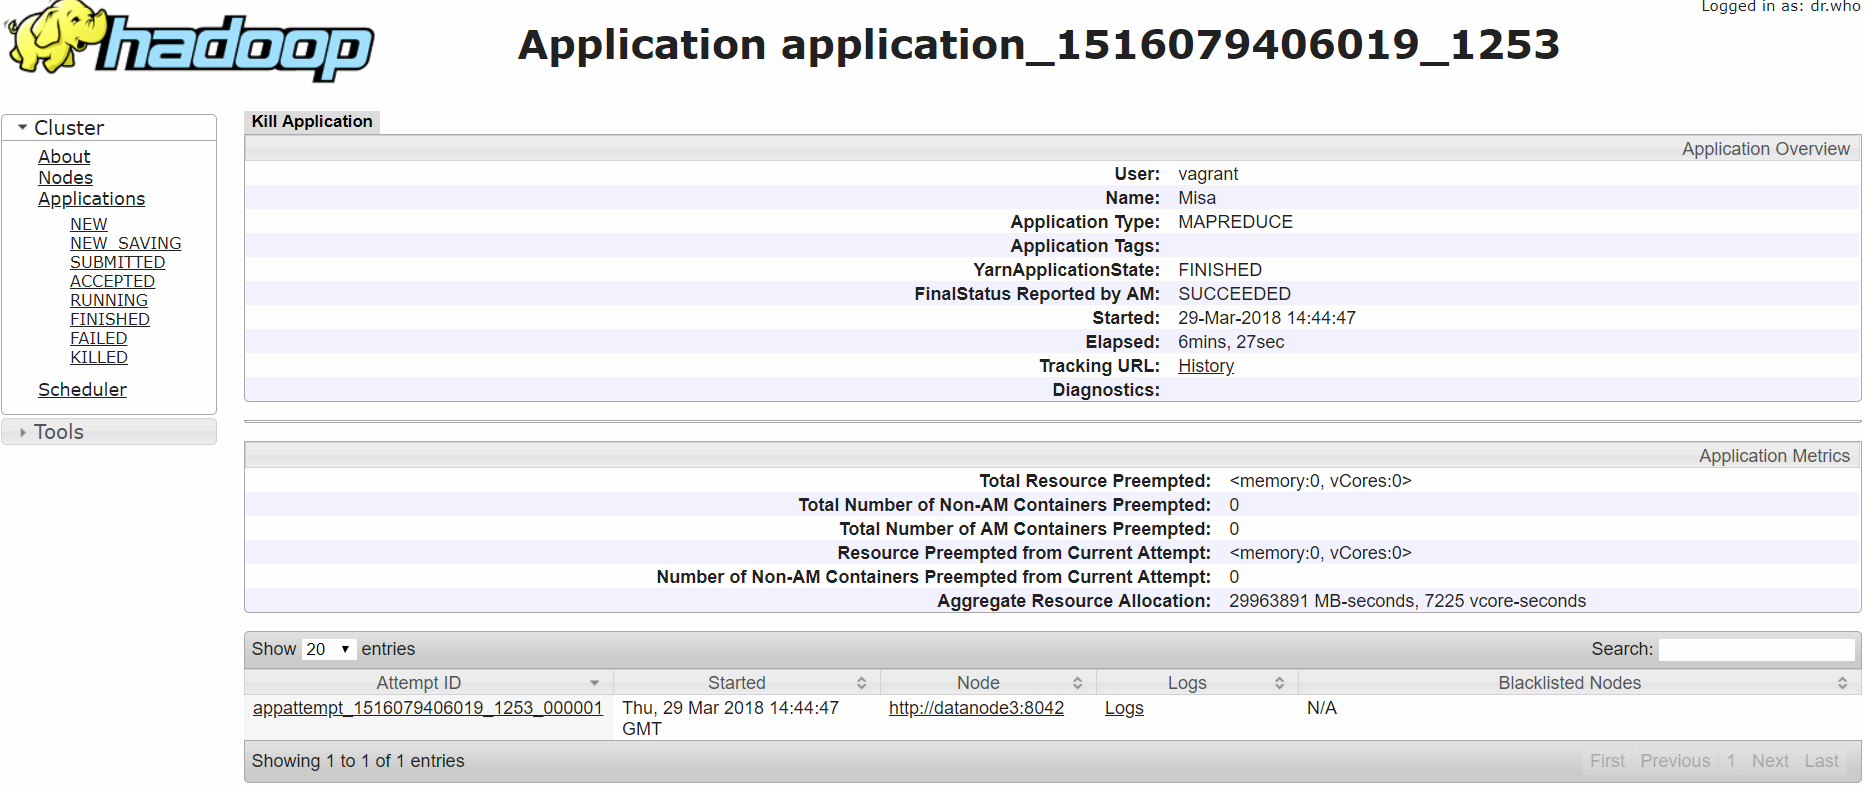 Logged in as: dr.who
hadoop
Application application_1516079406019_1253
Cluster
About
Nodes
Applications
NEW
NEW_SAVING
SUBMITTED
ACCEPTED
RUNNING
FINISHED
FAILED
KILLED
Scheduler
Tools
Kill Application
Application Overview
User: vagrant
Name: Misa
Application Type: MAPREDUCE
Application Tags:
YarnApplicationState: FINISHED
FinalStatus Reported by AM: SUCCEEDED
Started: 29-Mar-2018 14:44:47
Elapsed: 6mins, 27sec
Tracking URL: History
Diagnostics:
Application Metrics
Total Resource Preempted: <memory:0, vCores:0>
Total Number of Non-AM Containers Preempted: 0
Total Number of AM Containers Preempted: 0
Resource Preempted from Current Attempt: <memory:0, vCores:0>
Number of Non-AM Containers Preempted from Current Attempt: 0
Aggregate Resource Allocation: 29963891 MB-seconds, 7225 vcore-seconds
Show 20 entries Search:
Attempt ID Started Node Logs Blacklisted Nodes
appattempt_1516079406019_1253_000001 Thu, 29 Mar 2018 14:44:47 http://datanode3:8042 Logs N/A
GMT
Showing 1 to 1 of 1 entries First Previous 1 Next Last